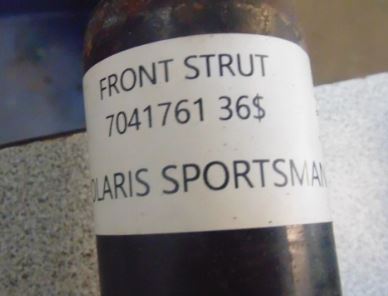 FRONT STRUT
7041761 36$
OLARIS SPORTSMAN